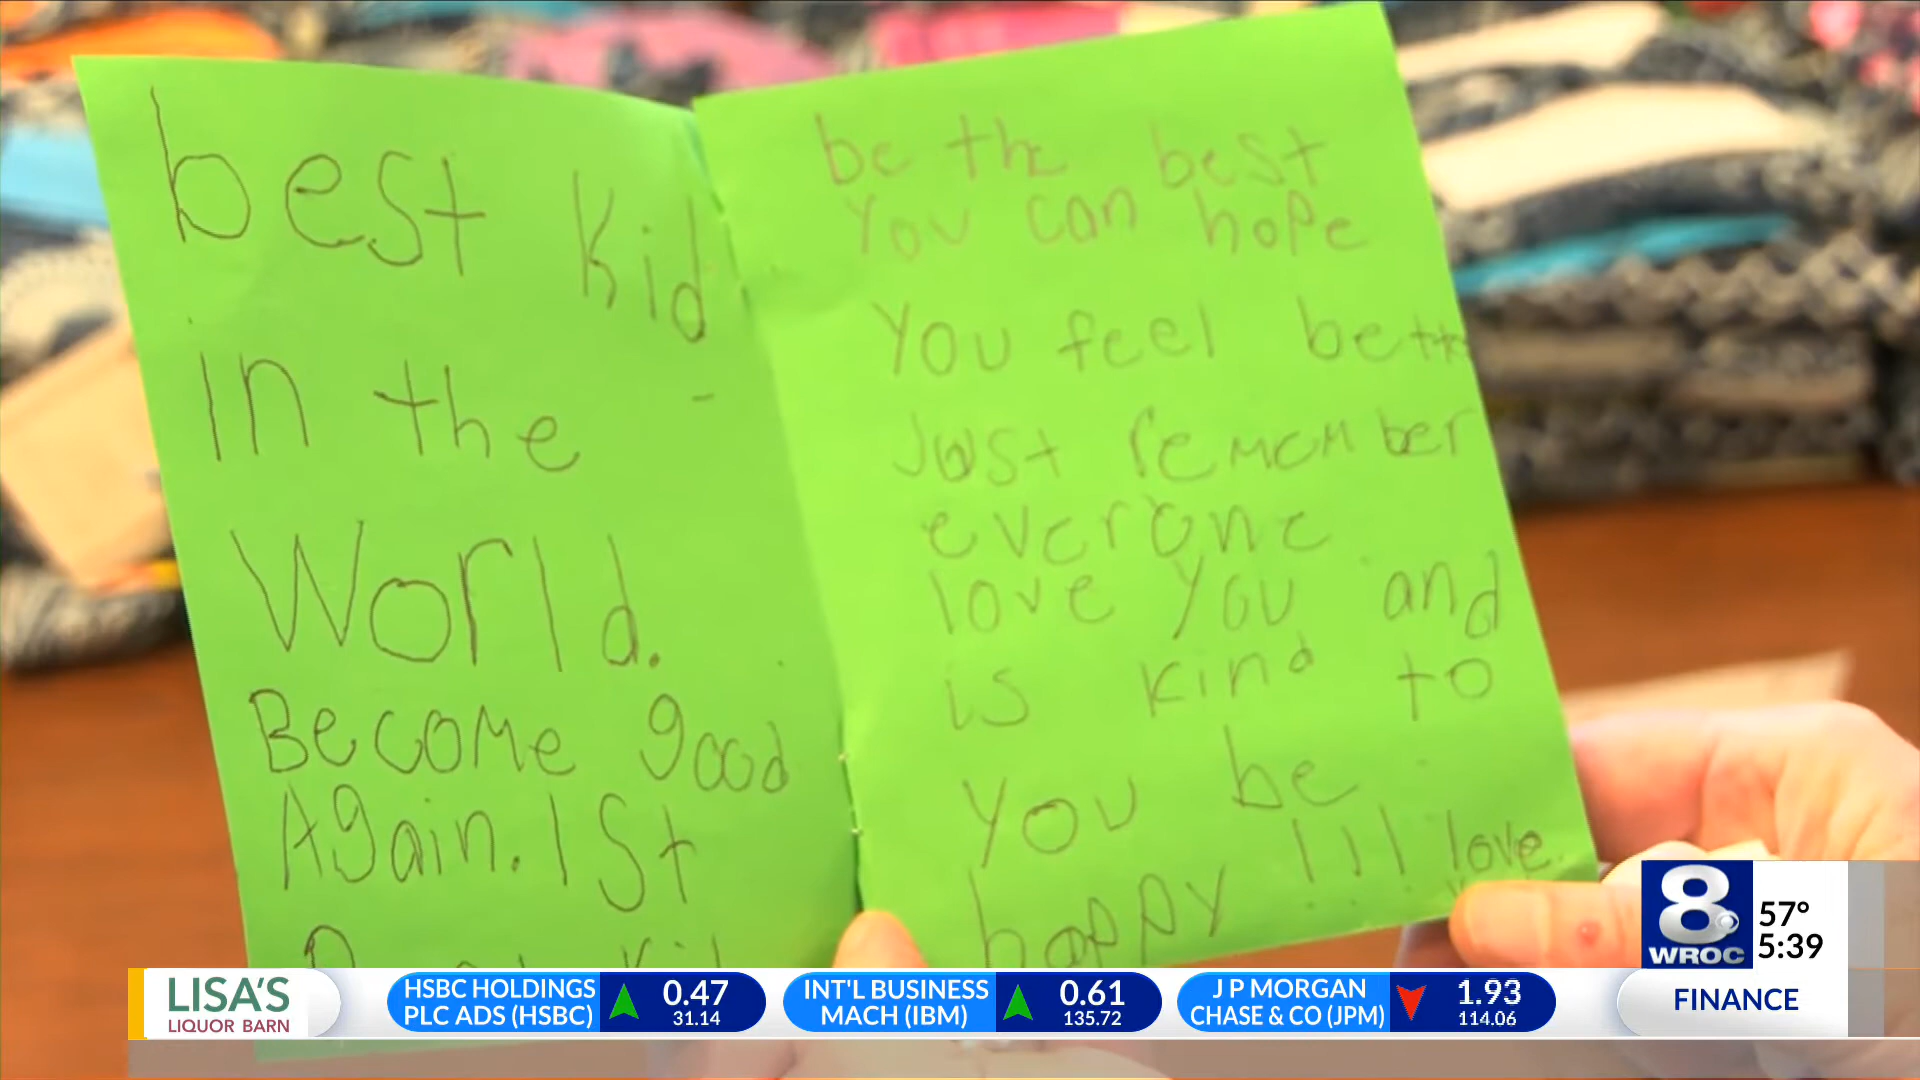 best Kid
in the
World.
Become good
Again. 1 St
be the best
You can hope
You feel
Just remember
everone
love you and
is kind to
you be
happy !!! love
8
WROC
57°
5:39
LISA'S
LIQUOR BARN
HSBC HOLDINGS
PLC ADS (HSBC)
0.47
31.14
INT'L BUSINESS
MACH (IBM)
0.61
135.72
J P MORGAN
CHASE & CO (JPM)
1.93
114.06
FINANCE